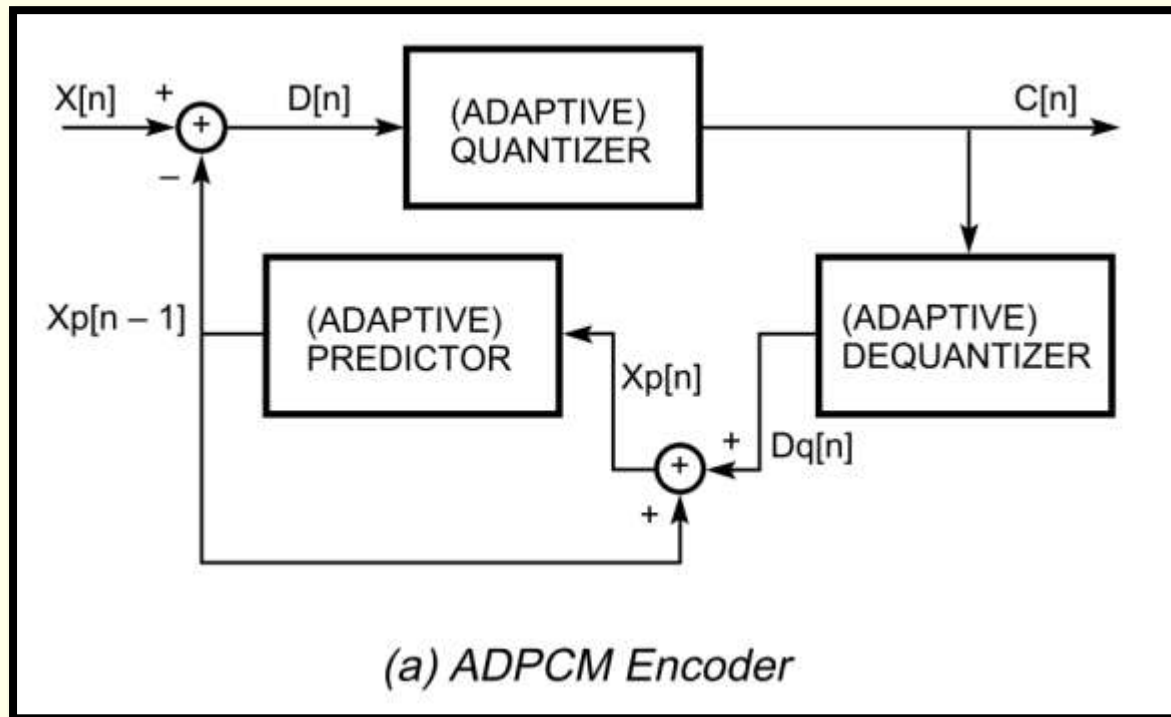 X[n]
+
+
–
D[n]
(ADAPTIVE)
QUANTIZER
C[n]
Xp[n – 1]
(ADAPTIVE)
PREDICTOR
Xp[n]
(ADAPTIVE)
DEQUANTIZER
+
Dq[n]
+
+
(a) ADPCM Encoder